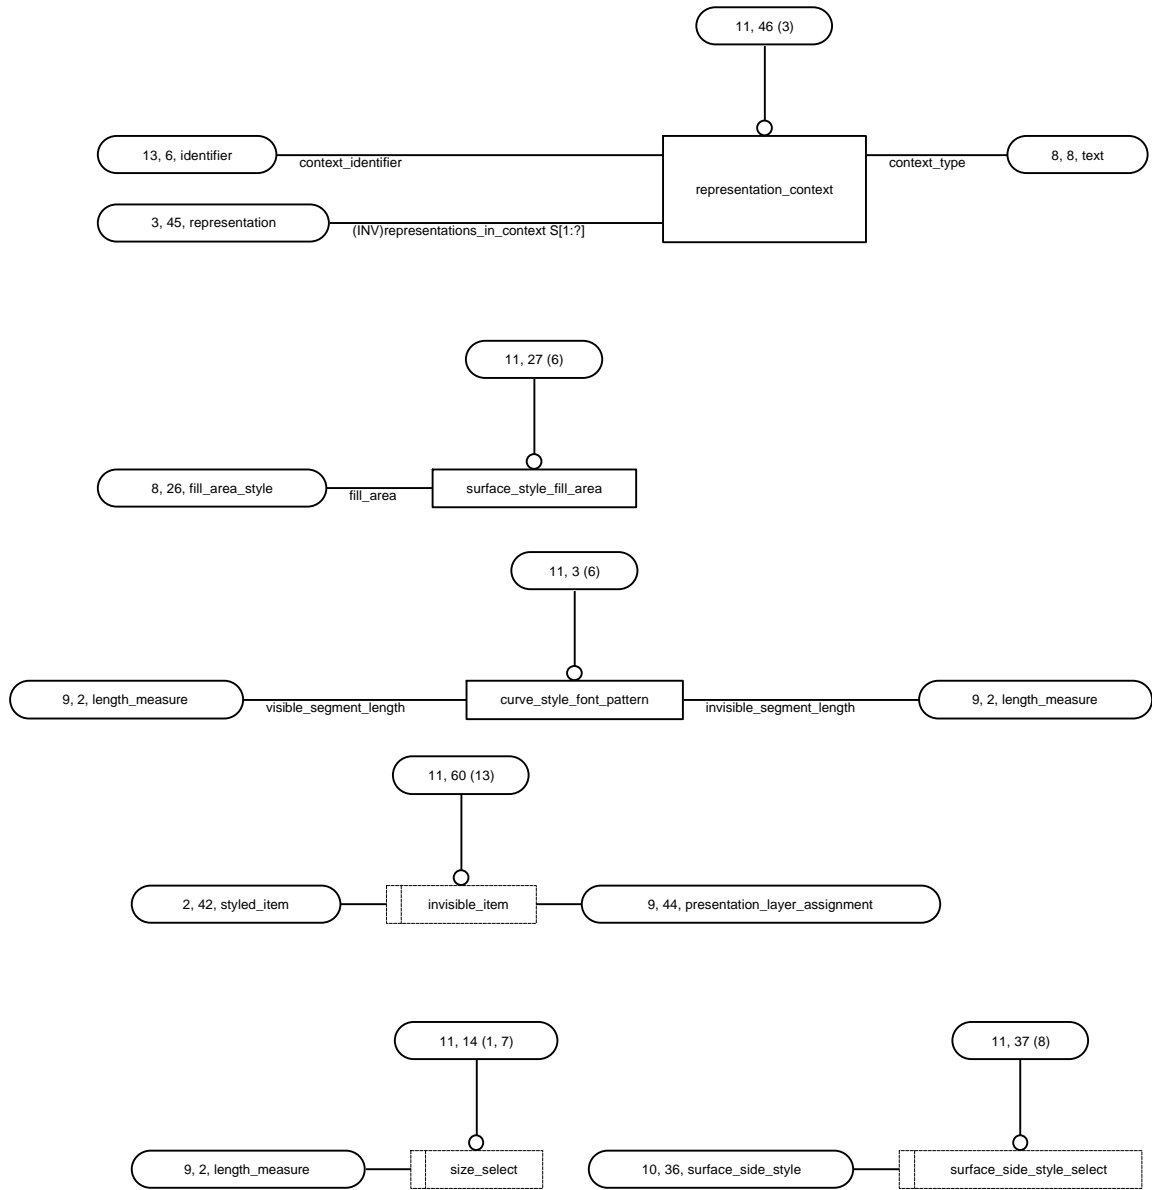 11, 46 (3)
13, 6, identifier
context_identifier
representation_context
context_type
8, 8, text
3, 45, representation
(INV)representations_in_context S[1:?]
11, 27 (6)
8, 26, fill_area_style
fill_area
surface_style_fill_area
11, 3 (6)
9, 2, length_measure
visible_segment_length
curve_style_font_pattern
invisible_segment_length
9, 2, length_measure
11, 60 (13)
2, 42, styled_item
invisible_item
9, 44, presentation_layer_assignment
11, 14 (1, 7)
11, 37 (8)
9, 2, length_measure
size_select
10, 36, surface_side_style
surface_side_style_select